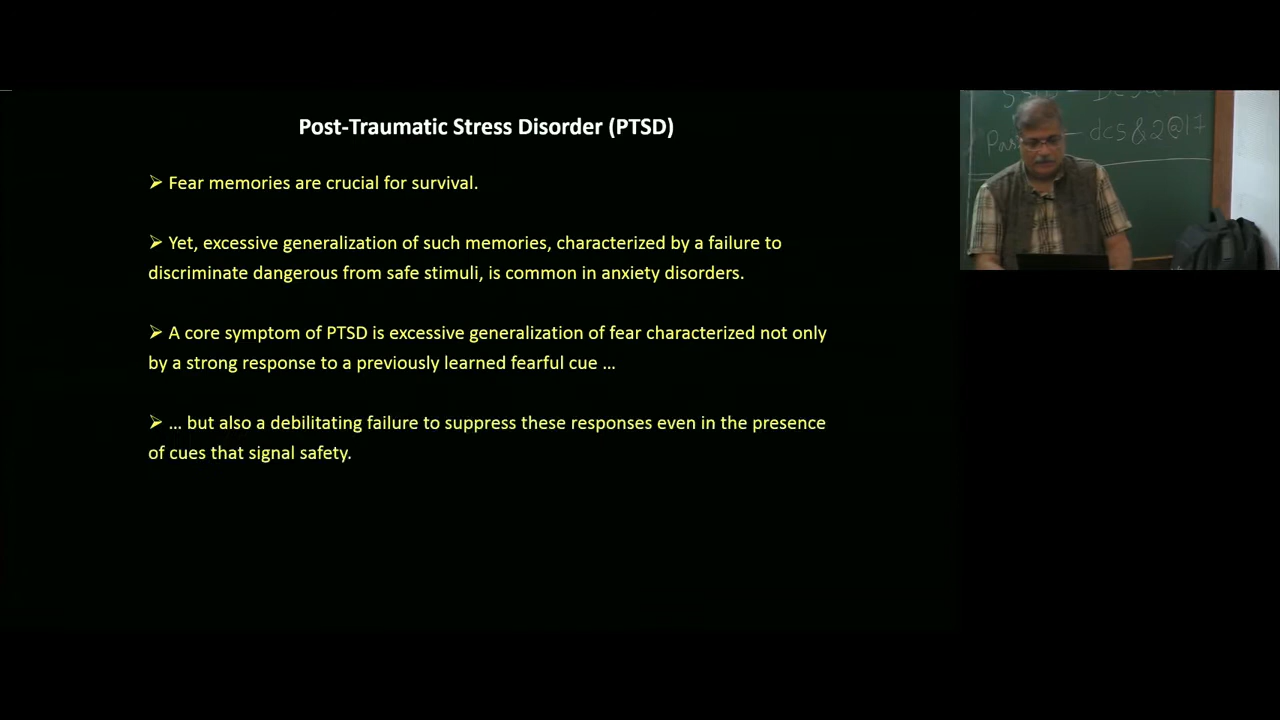 Post-Traumatic Stress Disorder (PTSD)
➢ Fear memories are crucial for survival.
➢ Yet, excessive generalization of such memories, characterized by a failure to
discriminate dangerous from safe stimuli, is common in anxiety disorders.
➢ A core symptom of PTSD is excessive generalization of fear characterized not only
by a strong response to a previously learned fearful cue ...
➢ ... but also a debilitating failure to suppress these responses even in the presence
of cues that signal safety.